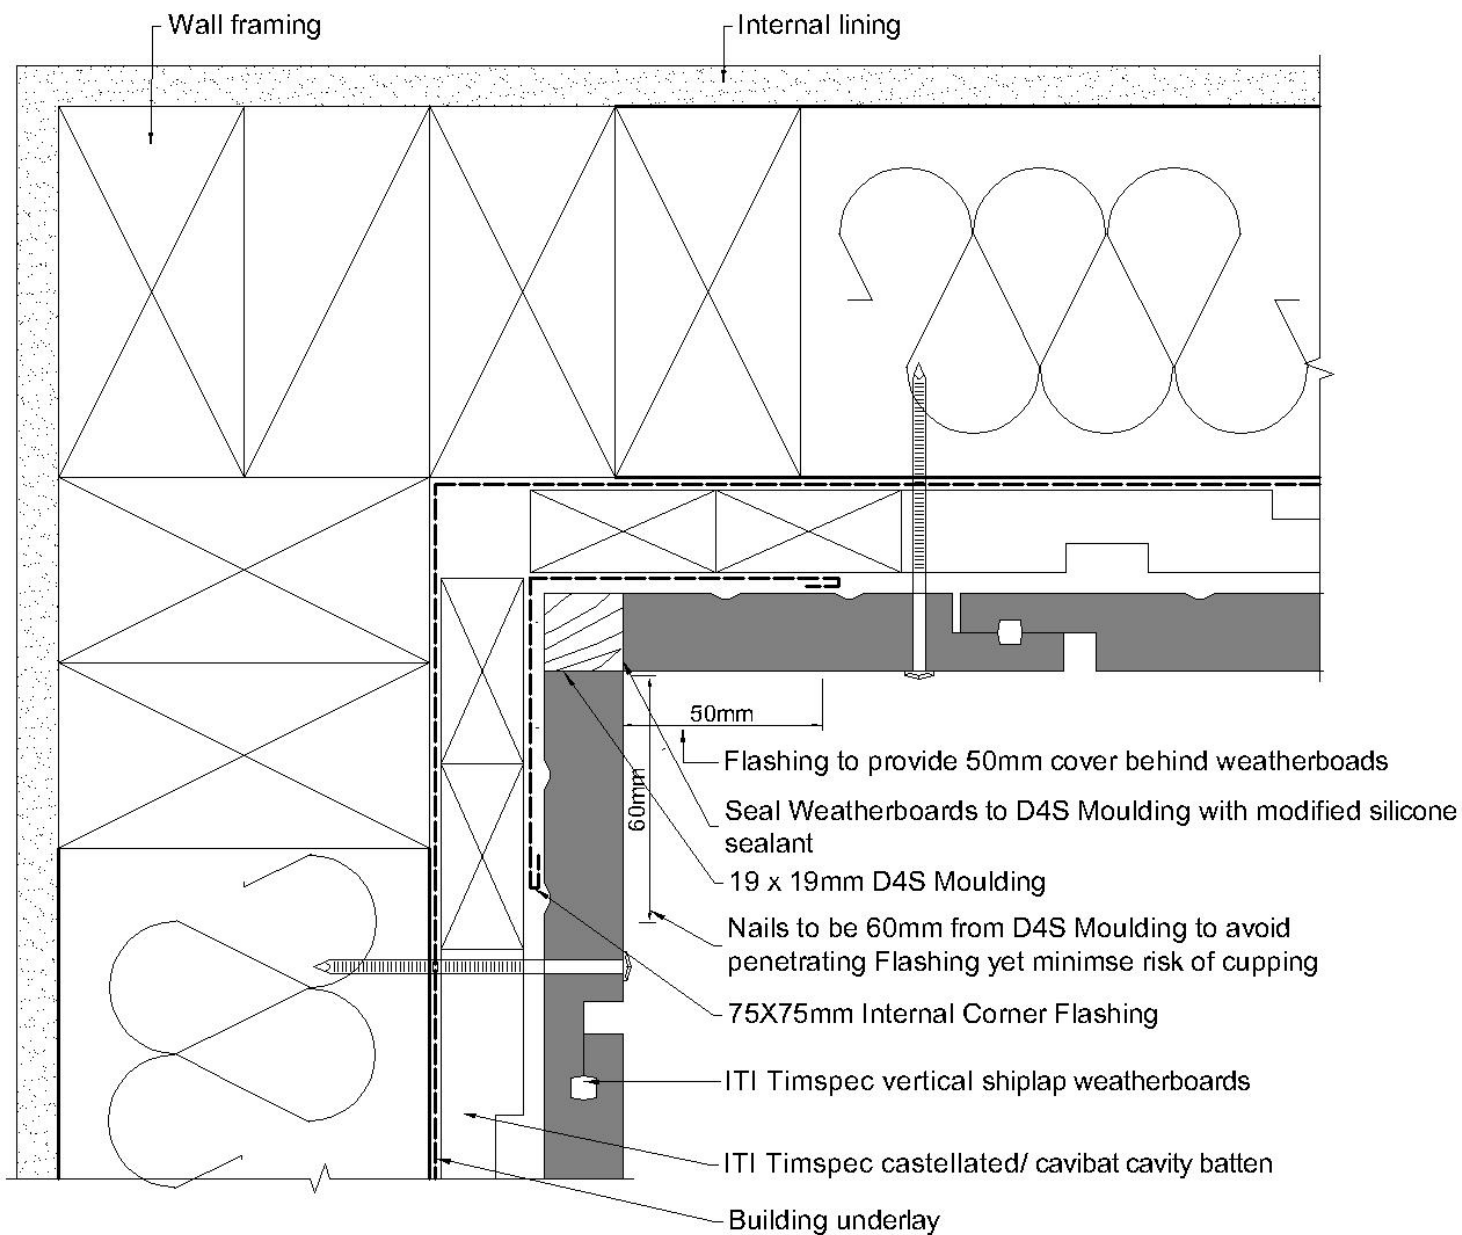 Wall framing
Internal lining
50mm
60mm
Flashing to provide 50mm cover behind weatherboads
Seal Weatherboards to D4S Moulding with modified silicone
sealant
19 x 19mm D4S Moulding
Nails to be 60mm from D4S Moulding to avoid
penetrating Flashing yet minimse risk of cupping
75X75mm Internal Corner Flashing
ITI Timspec vertical shiplap weatherboards
ITI Timspec castellated/ cavibat cavity batten
Building underlay